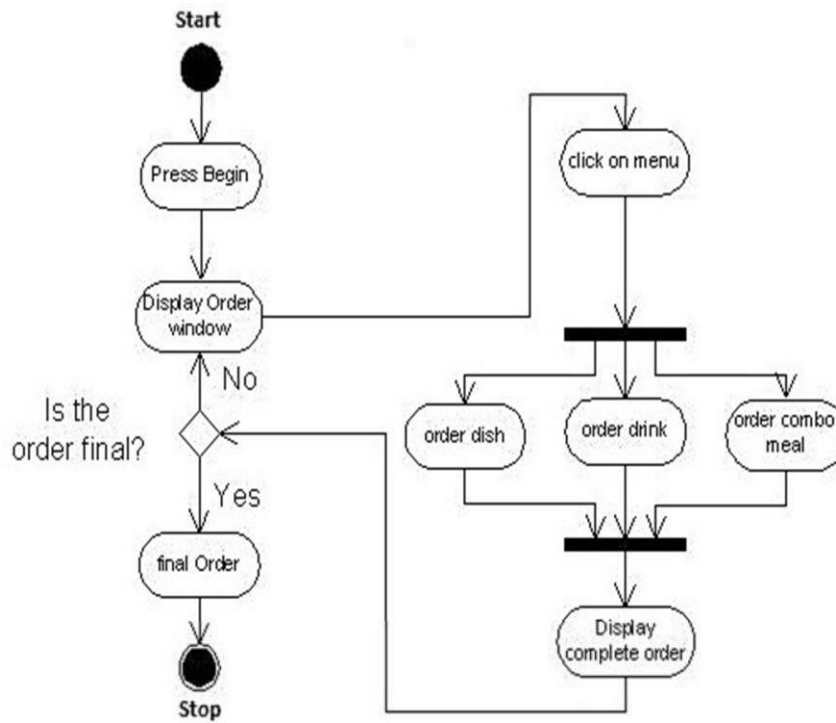 Start
Press Begin
Display Order
window
No
Is the
order final?
Yes
final Order
Stop
click on menu
order dish
order drink
order combo
meal
Display
complete order